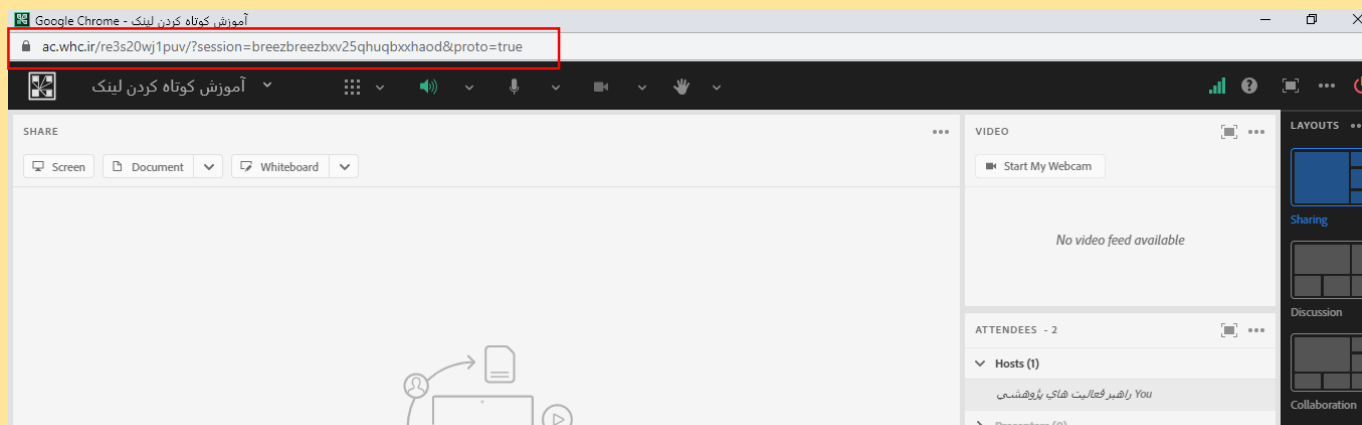 آموزش کوتاه کردن لینک - Google Chrome
ac.whc.ir/re3s20wj1puv/?session=breezbreezbxv25qhuqbxxhaod&proto=true
آموزش کوتاه کردن لینک
SHARE
VIDEO
LAYOUTS
Screen
Document
Whiteboard
Start My Webcam
Sharing
No video feed available
Discussion
ATTENDEES - 2
Hosts (1)
You راهبر فعالیت های پژوهشی
Collaboration
Presenters (0)